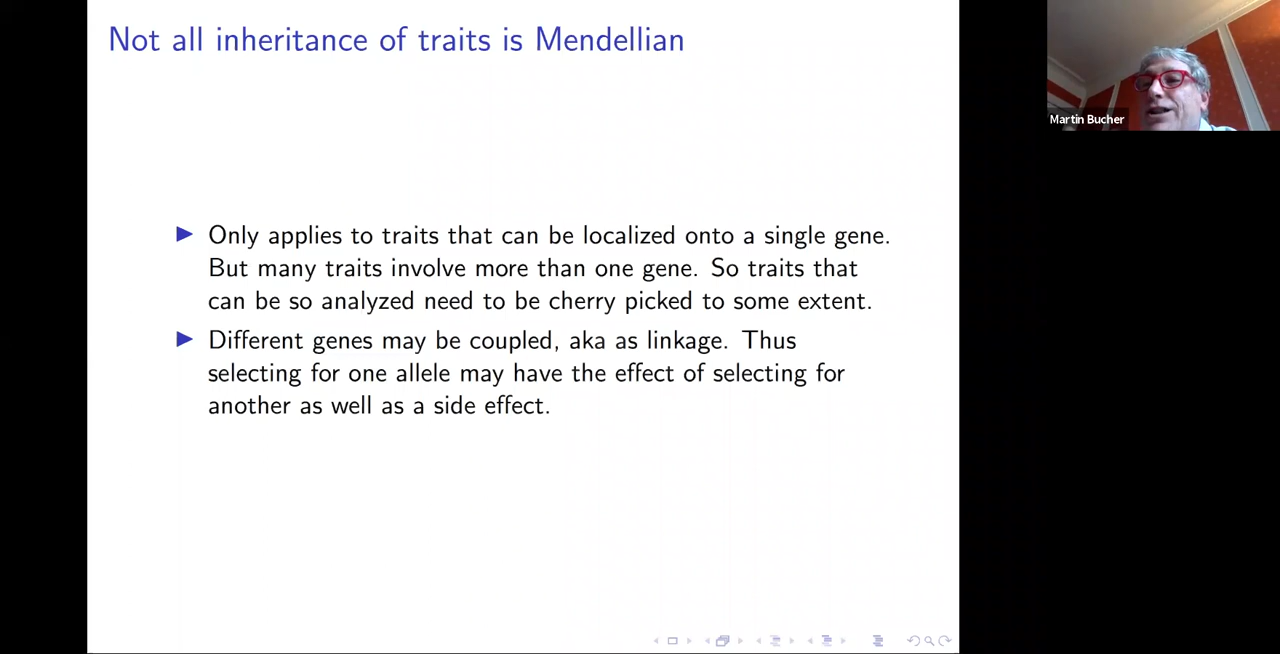 Not all inheritance of traits is Mendellian
Only applies to traits that can be localized onto a single gene.
But many traits involve more than one gene. So traits that
can be so analyzed need to be cherry picked to some extent.
Different genes may be coupled, aka as linkage. Thus
selecting for one allele may have the effect of selecting for
another as well as a side effect.
Martin Bucher